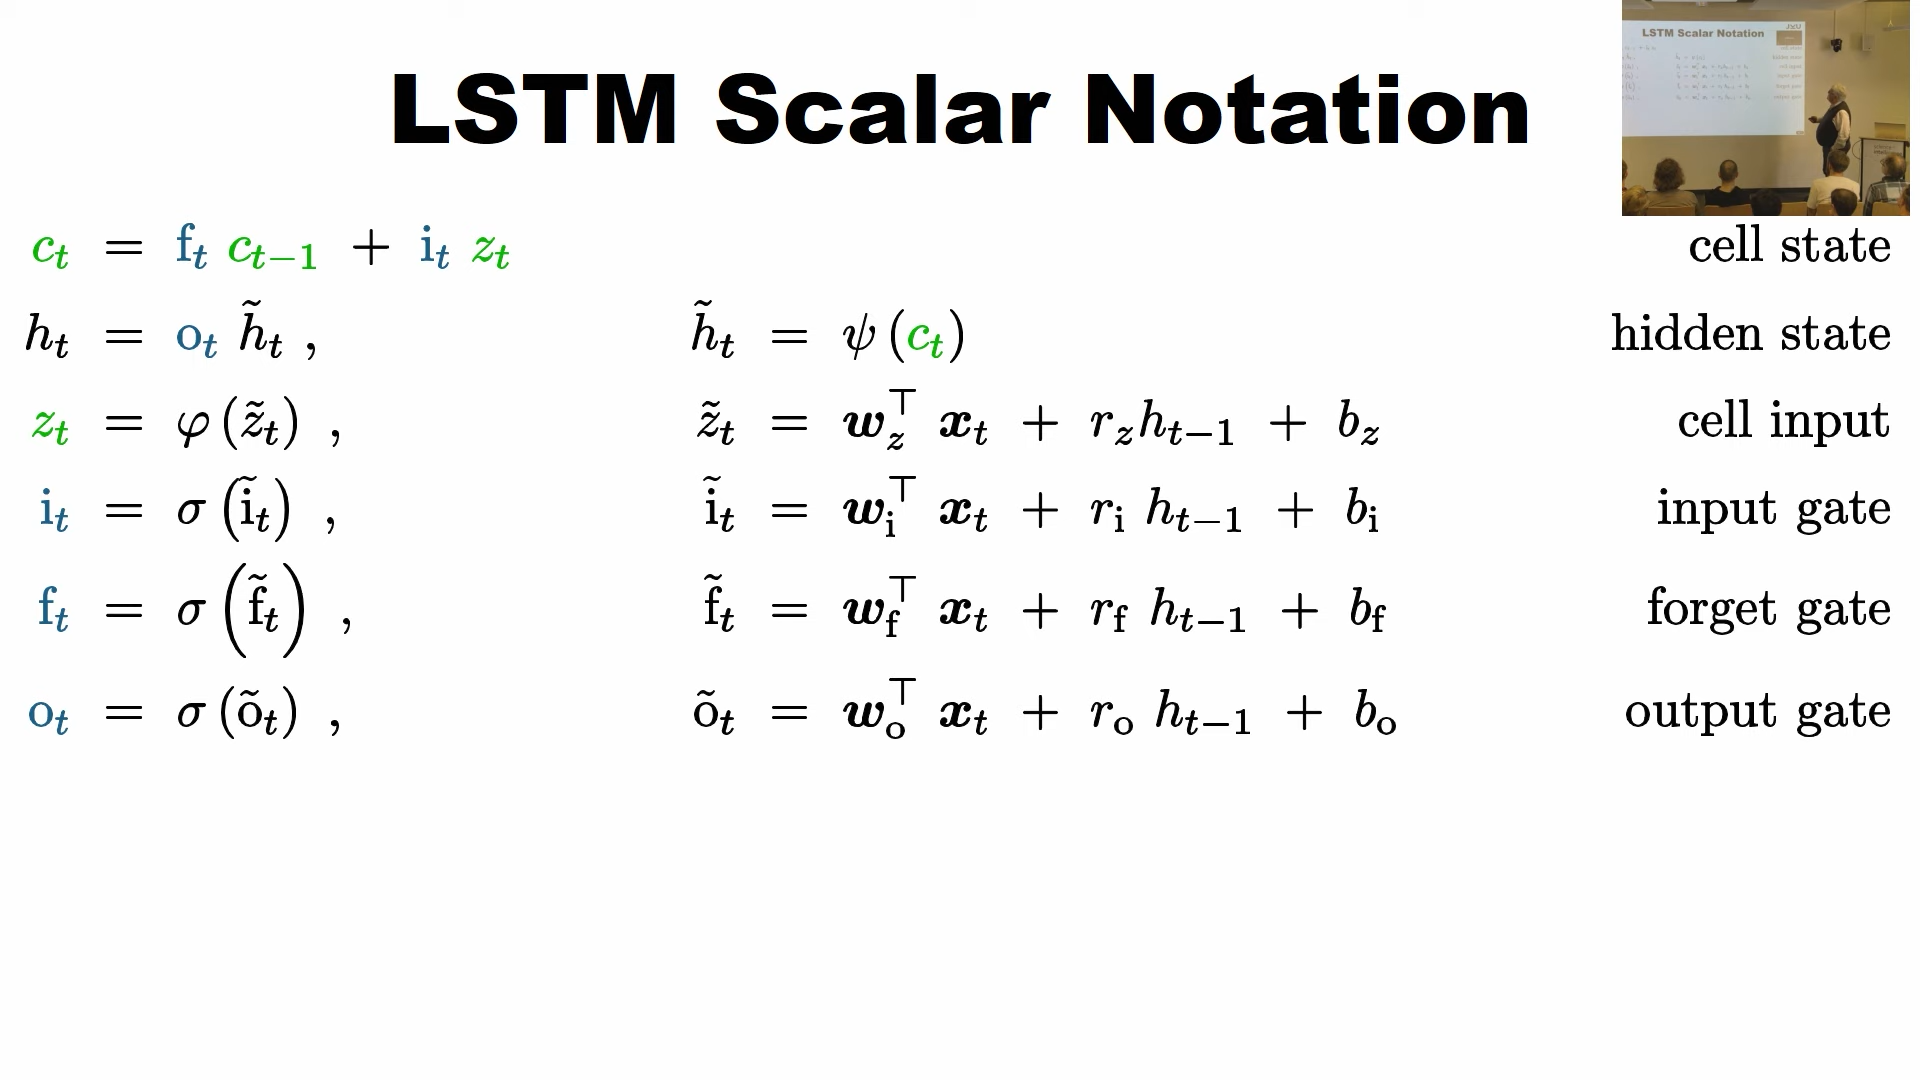 LSTM Scalar Notation
LSTM Scalar Notation
c_t = f_t c_{t−1} + i_t z_t cell state
h_t = o_t h̃_t , h̃_t = ψ (c_t) hidden state
z_t = φ (z̃_t) , z̃_t = w_z^⊤ x_t + r_z h_{t−1} + b_z cell input
i_t = σ (ĩ_t) , ĩ_t = w_i^⊤ x_t + r_i h_{t−1} + b_i input gate
f_t = σ (f̃_t) , f̃_t = w_f^⊤ x_t + r_f h_{t−1} + b_f forget gate
o_t = σ (õ_t) , õ_t = w_o^⊤ x_t + r_o h_{t−1} + b_o output gate